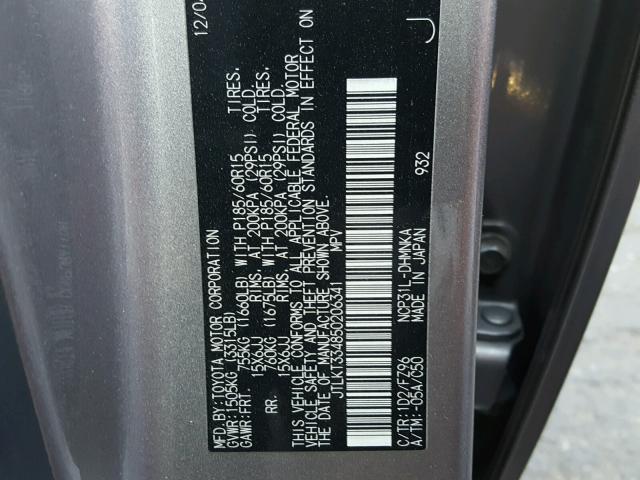 MFD.BY:TOYOTA MOTOR CORPORATION 12/0
GVWR:1505KG (3315LB)
GAWR:FRT. 755KG (1660LB) WITH P185/60R15 TIRES,
15X6JJ RIMS, AT 200KPA (29PSI) COLD.
RR. 760KG (1675LB) WITH P185/60R15 TIRES,
15X6JJ RIMS, AT 200KPA (29PSI) COLD.
THIS VEHICLE CONFORMS TO ALL APPLICABLE FEDERAL MOTOR
VEHICLE SAFETY AND THEFT PREVENTION STANDARDS IN EFFECT ON
THE DATE OF MANUFACTURE SHOWN ABOVE.
JTLKT334850206341 MPV
J
C/TR:1D2/FZ96 NCP31L-DHMNKA 932
A/TM:-05A/C50 MADE IN JAPAN